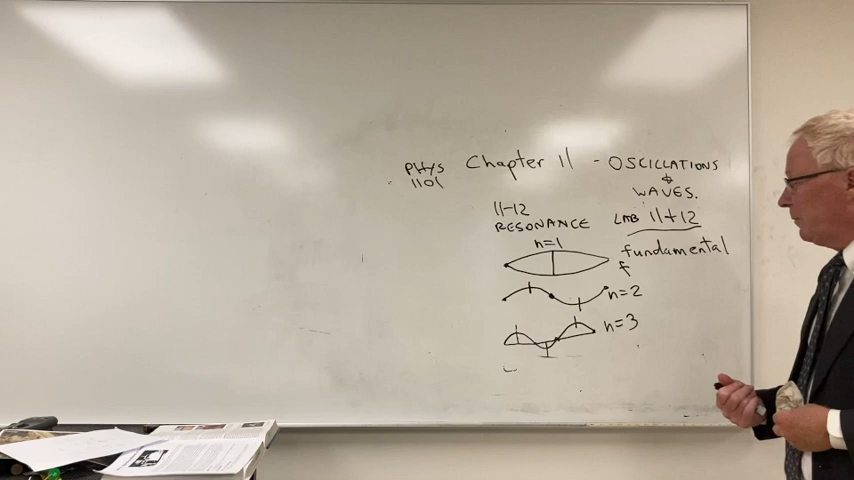 PHYS 1101 Chapter 11 - OSCILLATIONS
& WAVES.
11-12
RESONANCE LAB 11+12
n=1 fundamental
f
n=2
n=3